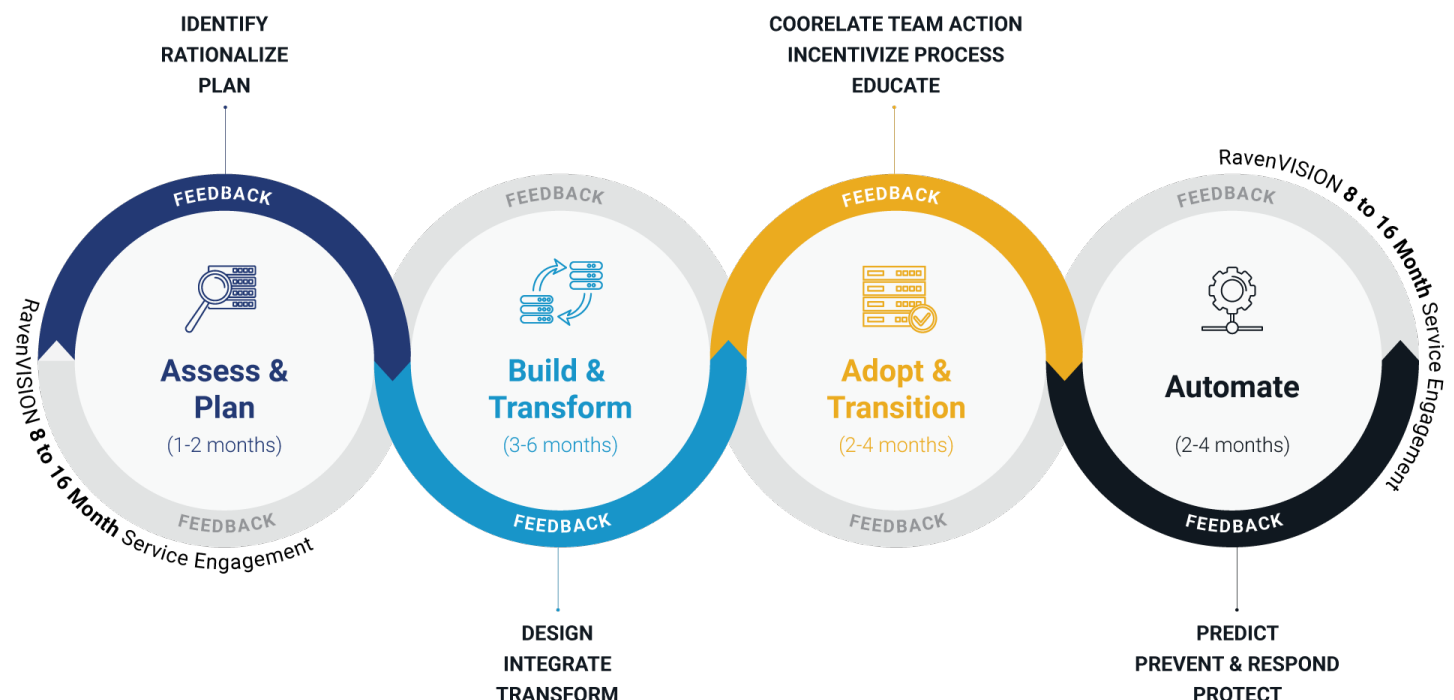 IDENTIFY
RATIONALIZE
PLAN
COORELATE TEAM ACTION
INCENTIVIZE PROCESS
EDUCATE
FEEDBACK
FEEDBACK
FEEDBACK
FEEDBACK
RavenVISION 8 to 16 Month Service Engagement
Assess &
Plan
(1-2 months)
Build &
Transform
(3-6 months)
Adopt &
Transition
(2-4 months)
Automate
(2-4 months)
FEEDBACK
FEEDBACK
FEEDBACK
FEEDBACK
RavenVISION 8 to 16 Month Service Engagement
DESIGN
INTEGRATE
TRANSFORM
PREDICT
PREVENT & RESPOND
PROTECT